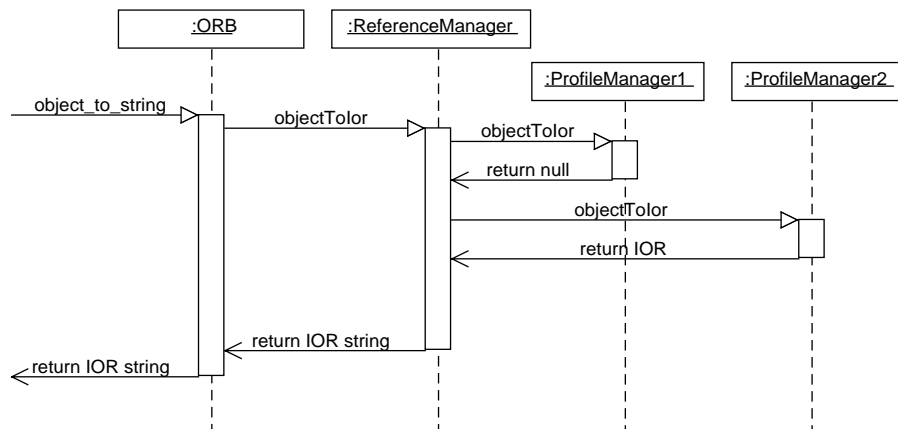 :ORB
:ReferenceManager
:ProfileManager1
:ProfileManager2
object_to_string
objectToIor
objectToIor
return null
objectToIor
return IOR
return IOR string
return IOR string